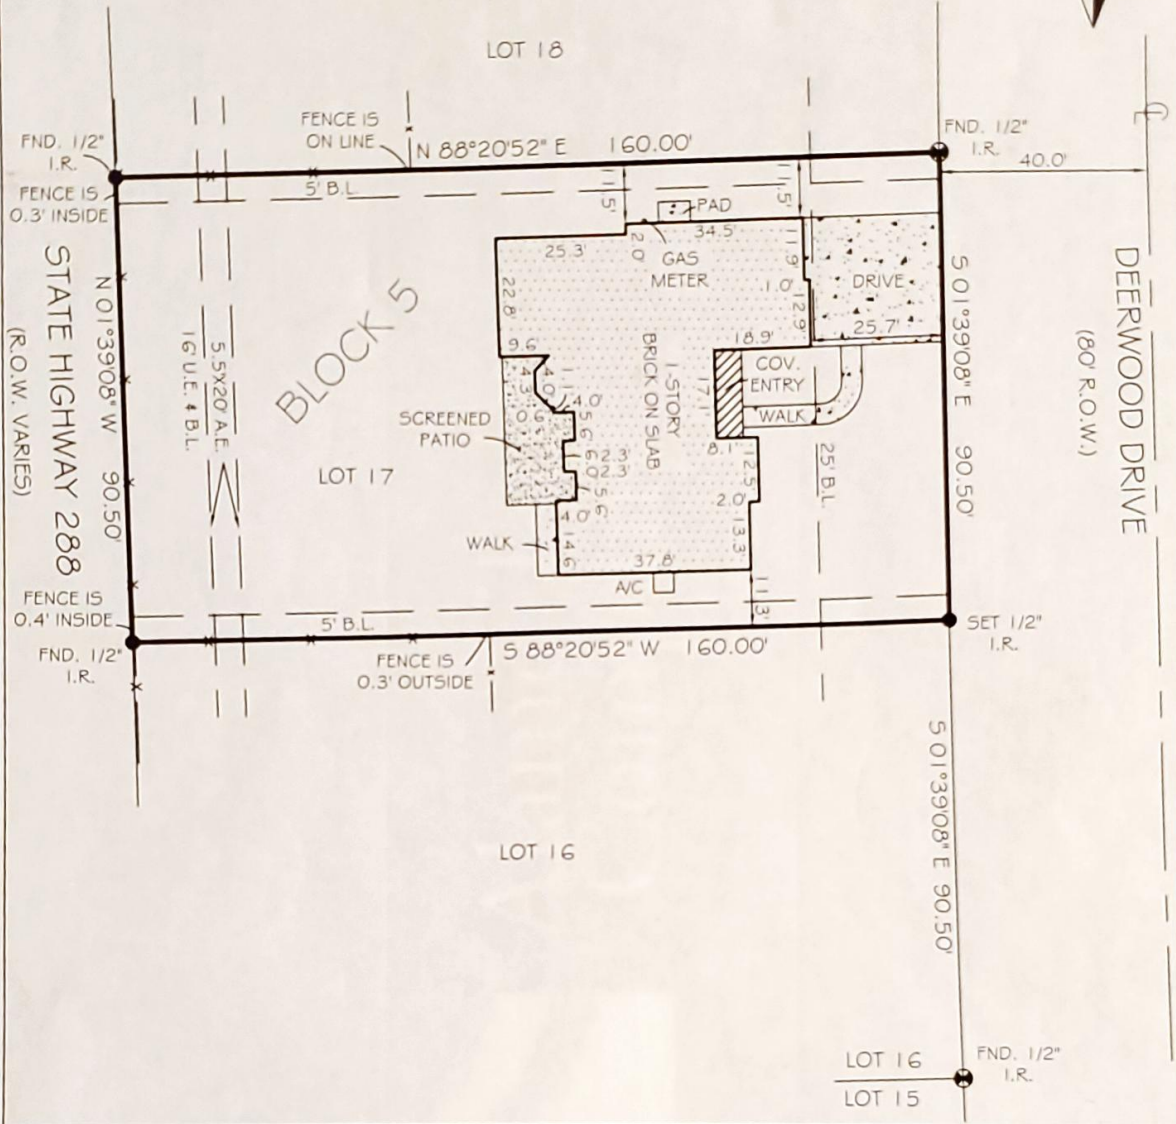 LOT 18
FENCE IS
ON LINE
N 88°20'52" E 160.00'
FND. 1/2"
I.R.
FND. 1/2"
I.R.
40.0'
FENCE IS
0.3' INSIDE
5' B.L.
11.5'
11.5'
PAD
34.5'
2.0'
GAS
METER
25.3'
11.9'
1.0'
12.9'
DRIVE
25.7'
22.8'
18.9'
9.6
COV.
ENTRY
WALK
17.1'
1-STORY
BRICK ON SLAB
BLOCK 5
SCREENED
PATIO
4.0'
5.6
2.3'
2.3'
5.6'
4.0'
14.6
8.1'
12.5'
2.0'
13.3'
37.8'
25' B.L.
LOT 17
WALK
A/C
11.3'
5.5'X20' A.E.
16' U.E. & B.L.
STATE HIGHWAY 288
(R.O.W. VARIES)
N 01°39'08" W 90.50'
S 01°39'08" E 90.50'
DEERWOOD DRIVE
(80' R.O.W.)
FENCE IS
0.4' INSIDE
FND. 1/2"
I.R.
5' B.L.
FENCE IS
0.3' OUTSIDE
S 88°20'52" W 160.00'
SET 1/2"
I.R.
S 01°39'08" E 90.50'
LOT 16
LOT 16
LOT 15
FND. 1/2"
I.R.